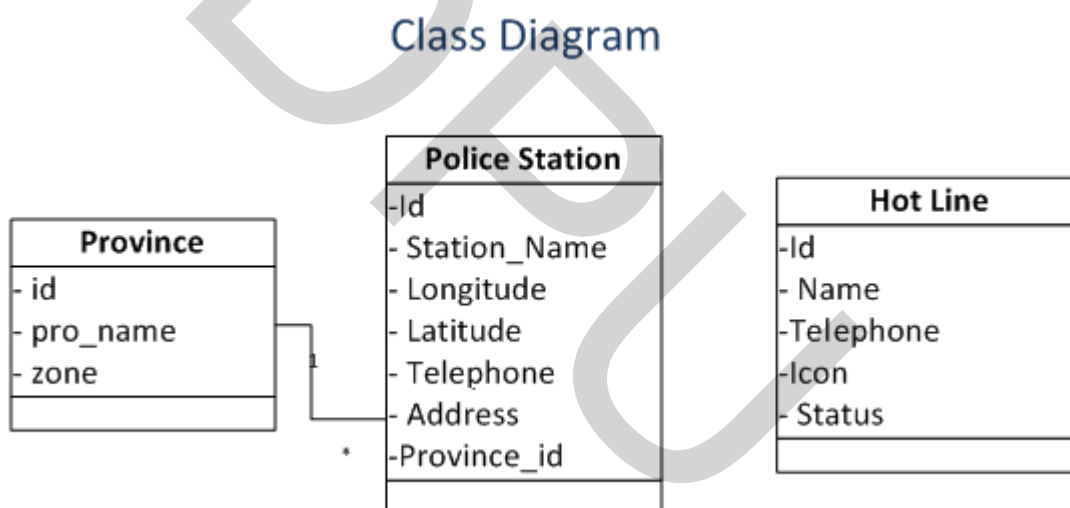 Class Diagram
Province
- id
- pro_name
- zone
1
*
Police Station
-Id
- Station_Name
- Longitude
- Latitude
- Telephone
- Address
-Province_id
Hot Line
-Id
- Name
-Telephone
-Icon
- Status
DPU